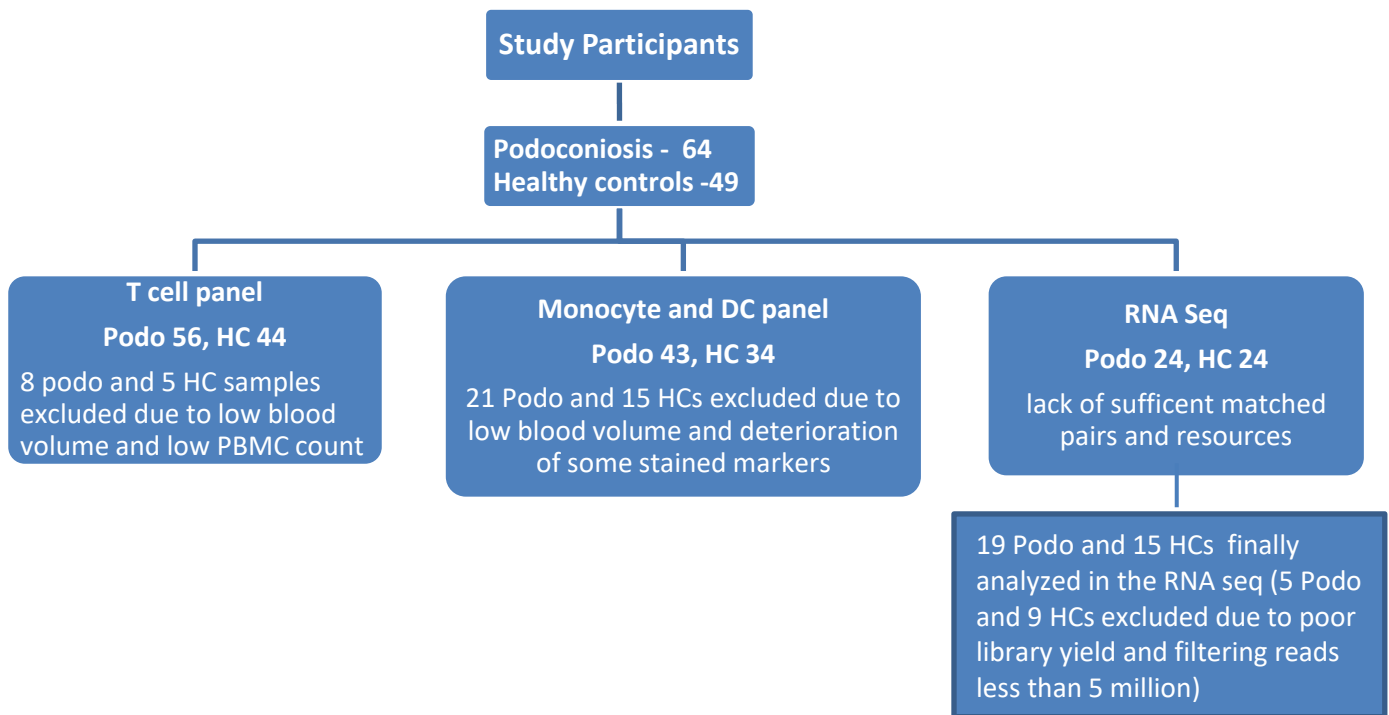 Study Participants
Podoconiosis - 64
Healthy controls -49
T cell panel
Podo 56, HC 44
8 podo and 5 HC samples
excluded due to low blood
volume and low PBMC count
Monocyte and DC panel
Podo 43, HC 34
21 Podo and 15 HCs excluded due to
low blood volume and deterioration
of some stained markers
RNA Seq
Podo 24, HC 24
lack of sufficent matched
pairs and resources
19 Podo and 15 HCs finally
analyzed in the RNA seq (5 Podo
and 9 HCs excluded due to poor
library yield and filtering reads
less than 5 million)